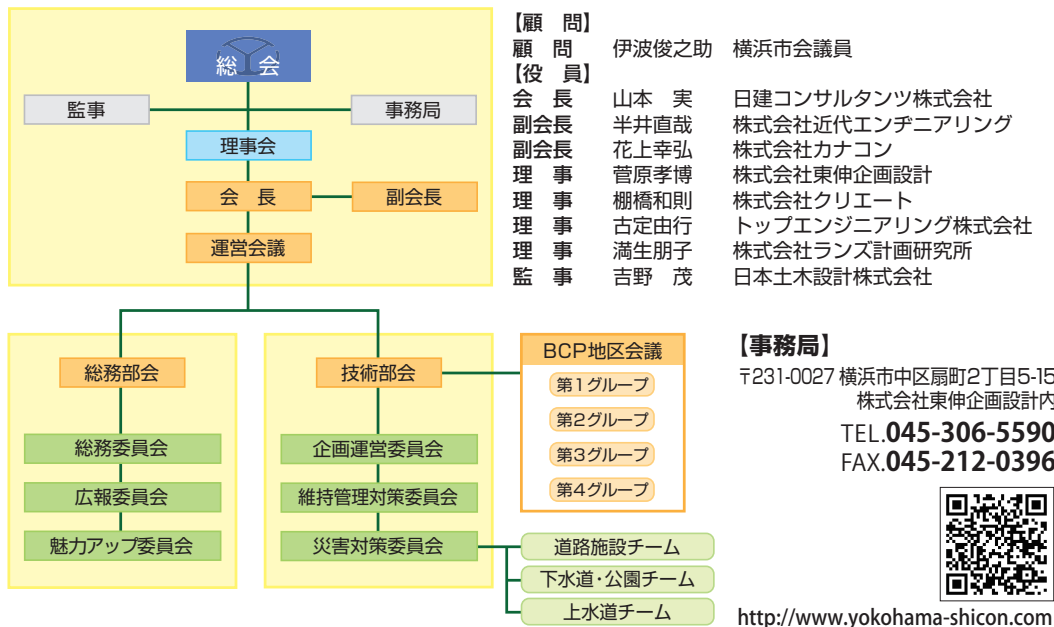 総　会
監事
事務局
理事会
会　長
副会長
運営会議
総務部会
総務委員会
広報委員会
魅力アップ委員会
技術部会
企画運営委員会
維持管理対策委員会
災害対策委員会
BCP地区会議
第1グループ
第2グループ
第3グループ
第4グループ
道路施設チーム
下水道・公園チーム
上水道チーム
【顧　問】
顧　問　伊波俊之助　横浜市会議員
【役　員】
会　長　山本　実　日建コンサルタンツ株式会社
副会長　半井直哉　株式会社近代エンヂニアリング
副会長　花上幸弘　株式会社カナコン
理　事　菅原孝博　株式会社東伸企画設計
理　事　棚橋和則　株式会社クリエート
理　事　古定由行　トップエンジニアリング株式会社
理　事　満生朋子　株式会社ランズ計画研究所
監　事　吉野　茂　日本土木設計株式会社
【事務局】
〒231-0027 横浜市中区扇町2丁目5-15
株式会社東伸企画設計内
TEL.045-306-5590
FAX.045-212-0396
http://www.yokohama-shicon.com